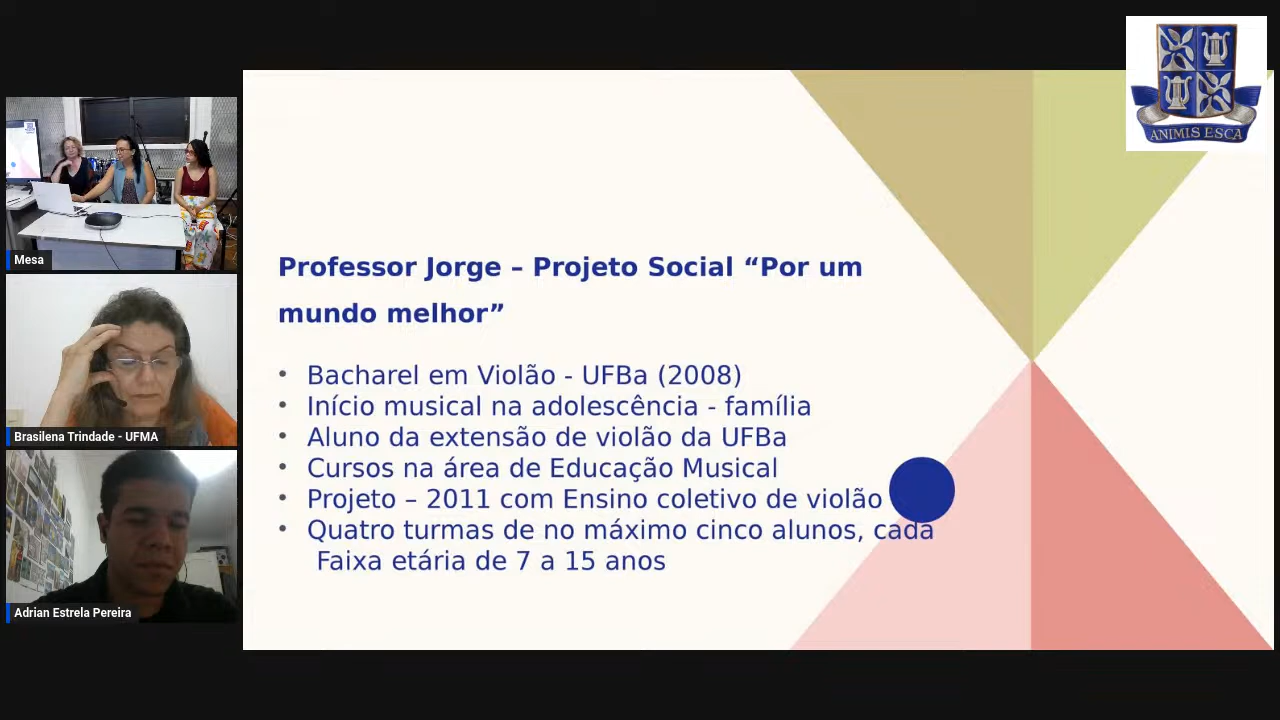 ANIMIS ESCA
Mesa
Brasilena Trindade - UFMA
Adrian Estrela Pereira
Professor Jorge – Projeto Social “Por um
mundo melhor”
• Bacharel em Violão - UFBa (2008)
• Início musical na adolescência - família
• Aluno da extensão de violão da UFBa
• Cursos na área de Educação Musical
• Projeto – 2011 com Ensino coletivo de violão
• Quatro turmas de no máximo cinco alunos, cada
Faixa etária de 7 a 15 anos